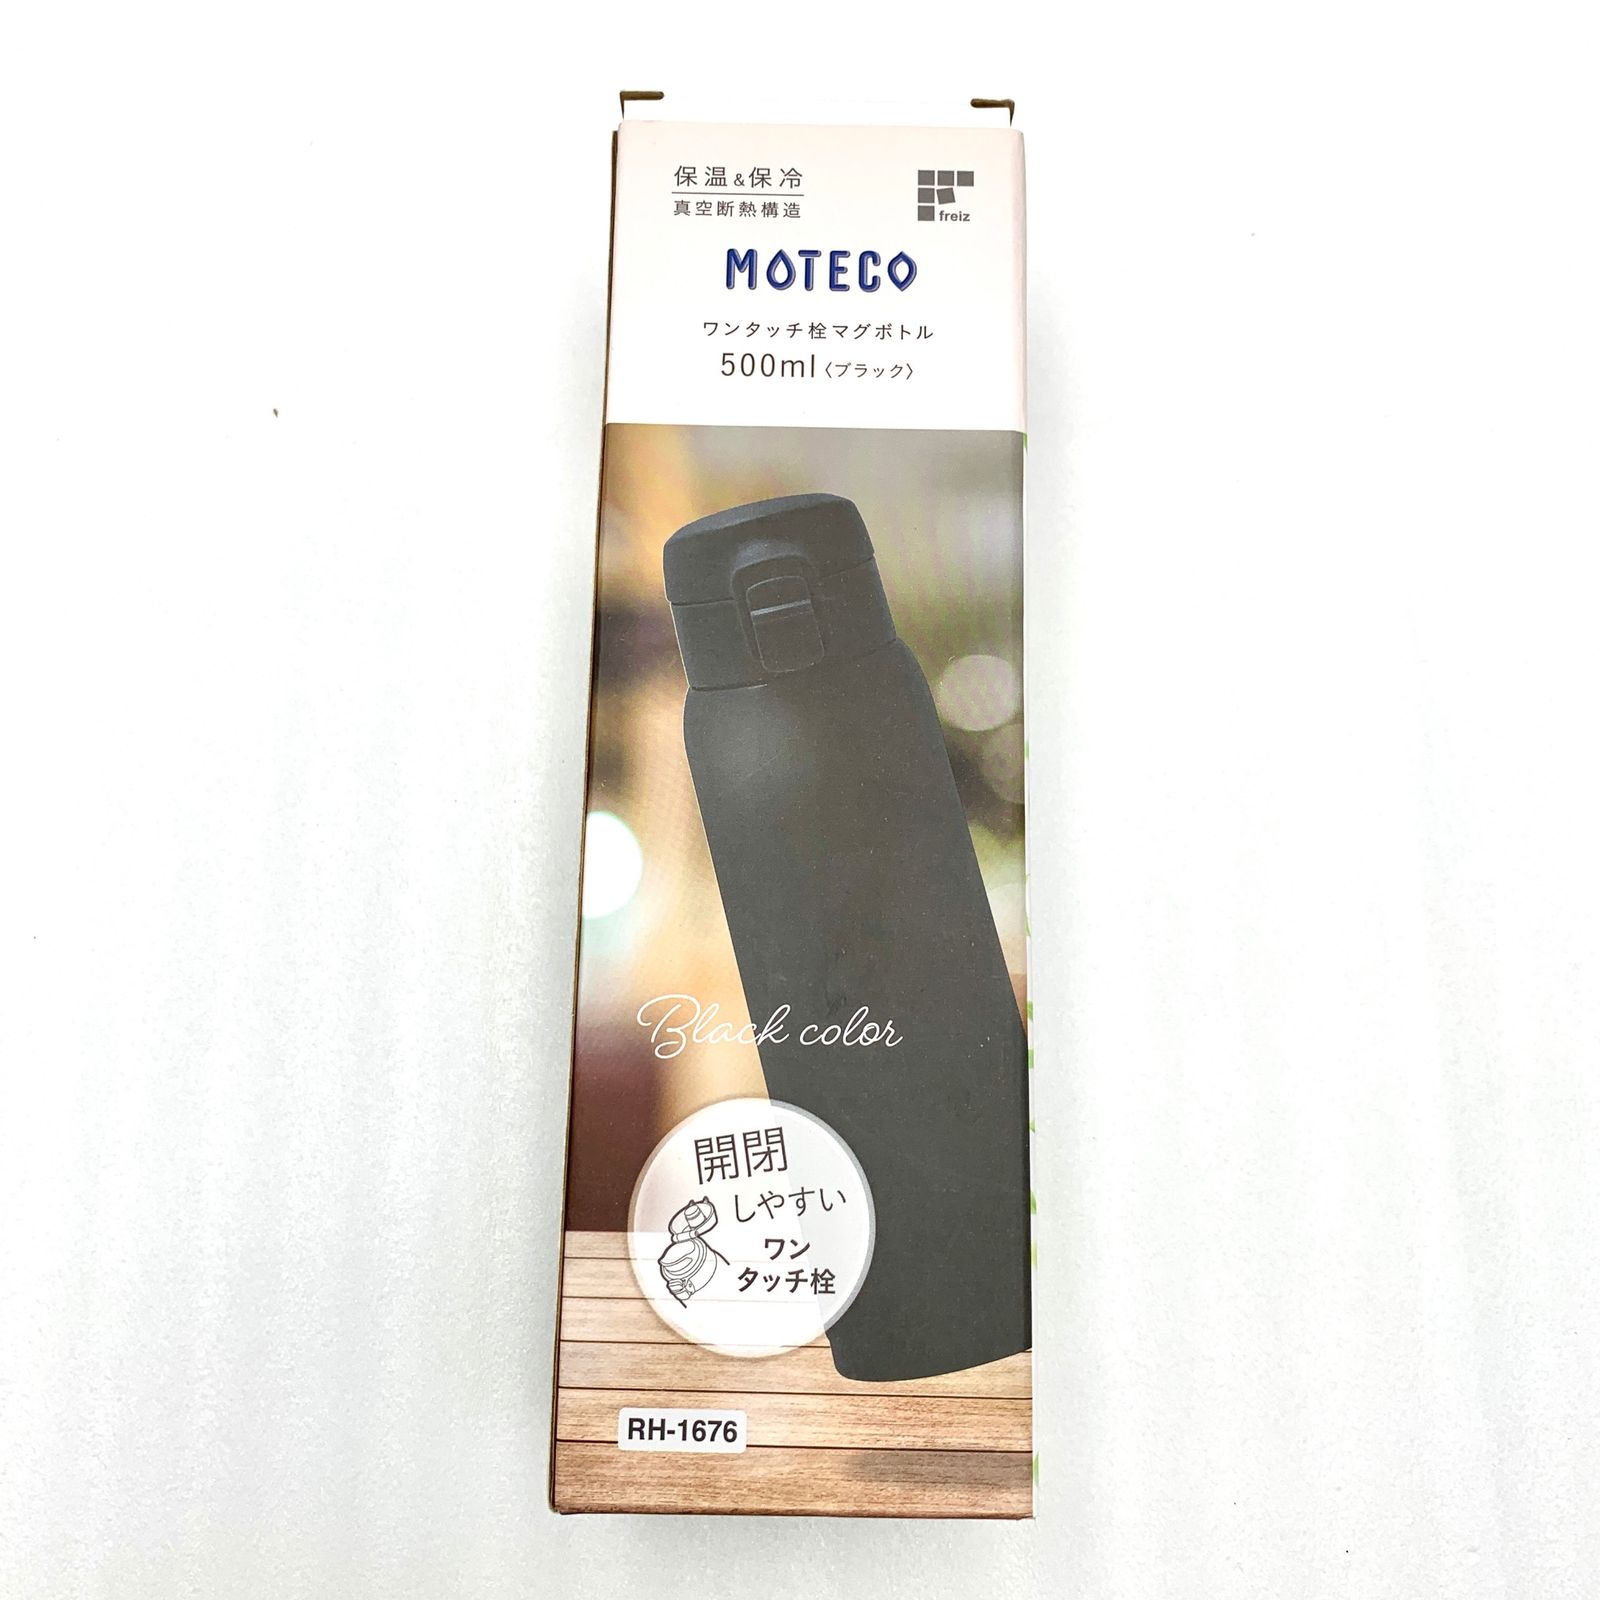 保温&保冷
真空断熱構造
freiz
MOTECO
ワンタッチ栓マグボトル
500ml〈ブラック〉
Black color
開閉
しやすい
ワン
タッチ栓
RH-1676